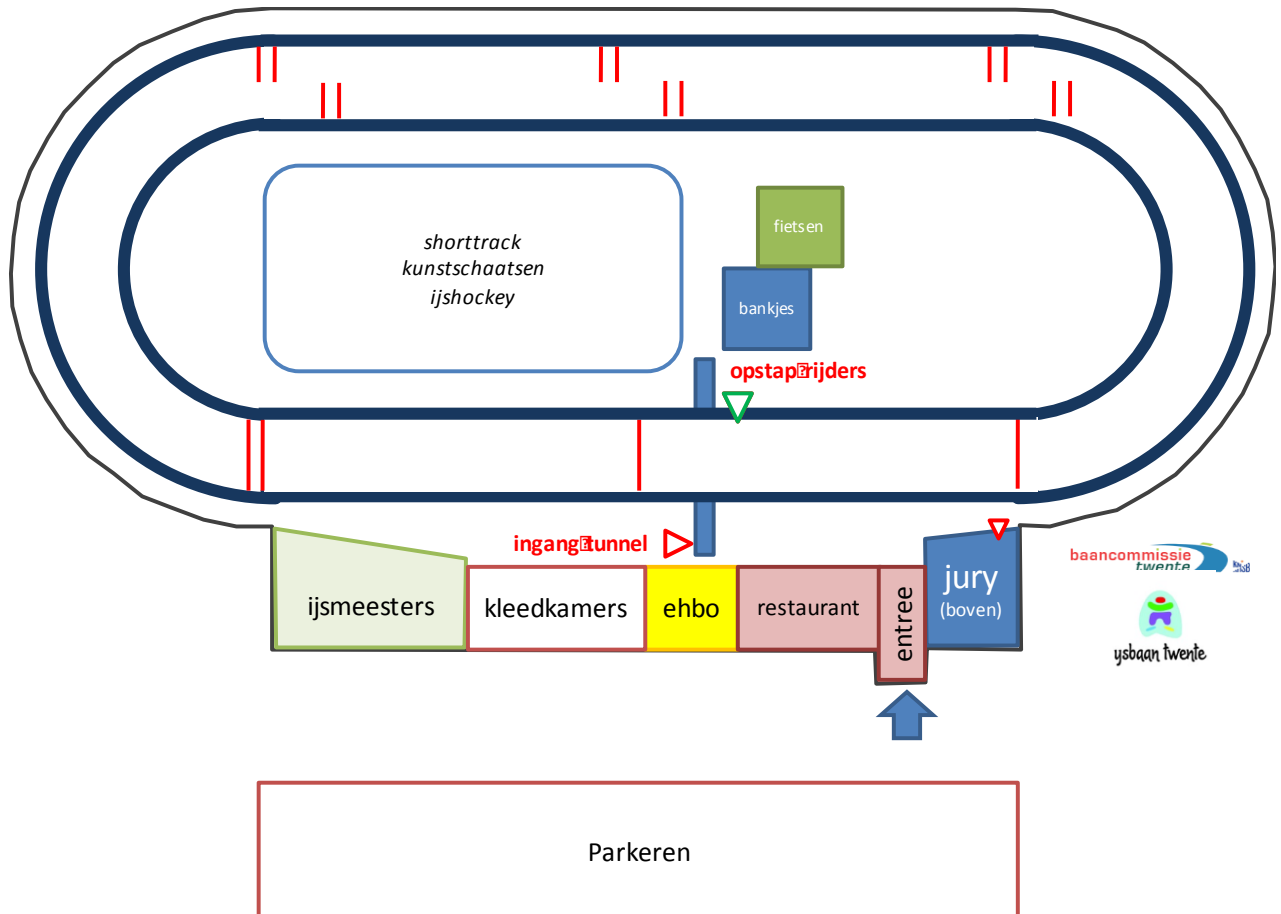 shorttrack
kunstschaatsen
ijshockey
fietsen
bankjes
opstap rijders
ingang tunnel
ijsmeesters
kleedkamers
ehbo
restaurant
entree
jury
(boven)
baancommissie
twente
ijsbaan twente
Parkeren